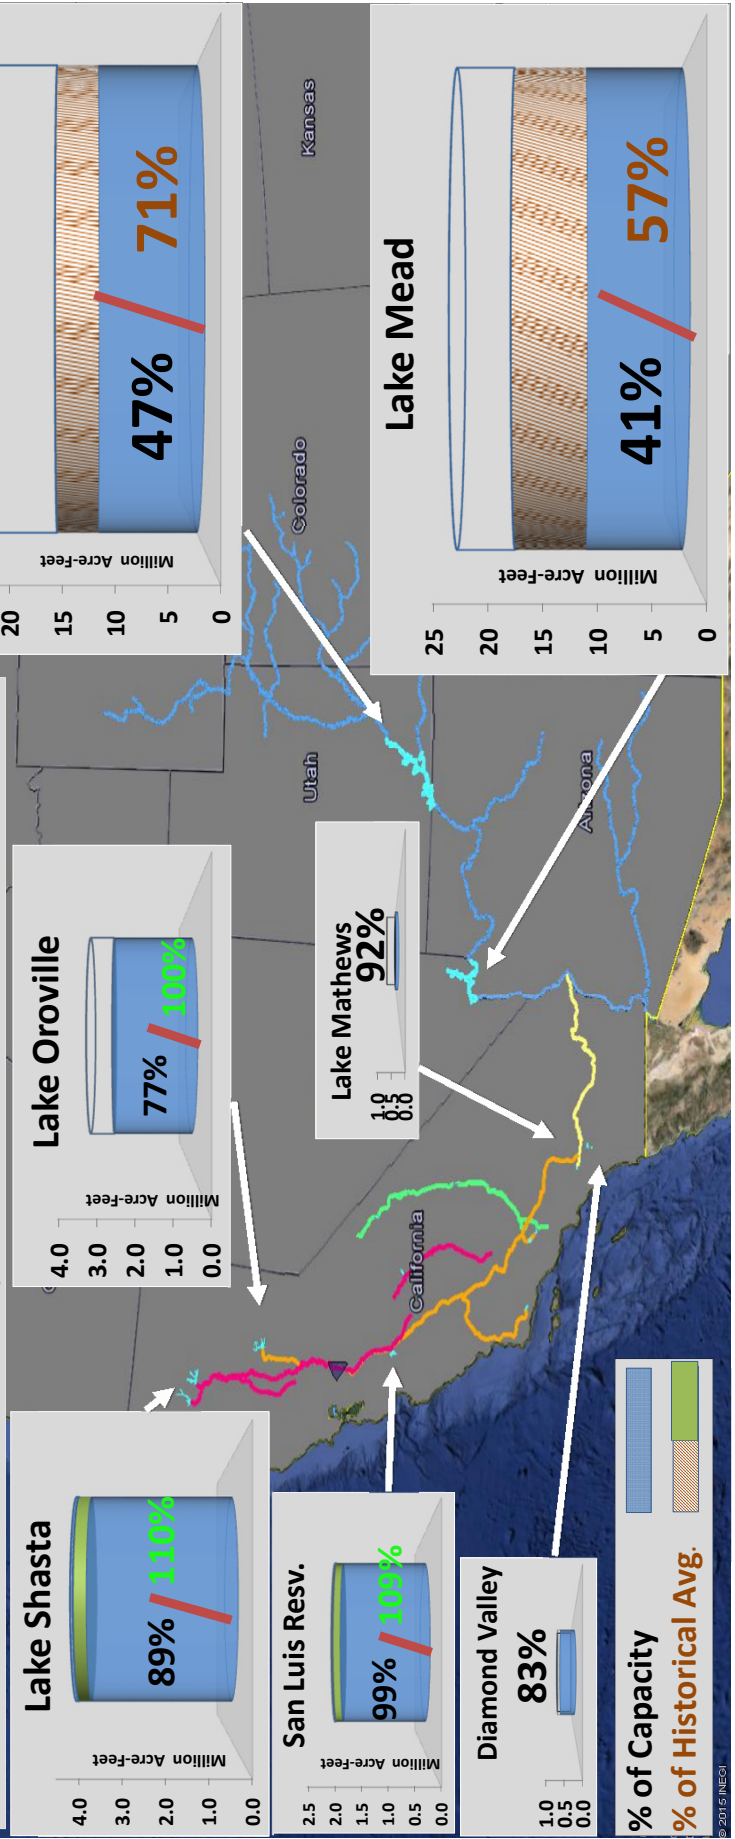 Lake Shasta
4.0
3.0
2.0
1.0
0.0
Million Acre-Feet
89%
110%
Lake Oroville
4.0
3.0
2.0
1.0
0.0
Million Acre-Feet
77%
100%
20
15
10
5
0
Million Acre-Feet
47%
71%
San Luis Resv.
2.5
2.0
1.5
1.0
0.5
0.0
Million Acre-Feet
99%
109%
Lake Mathews
1.0
0.5
0.0
92%
Utah
Colorado
Kansas
California
Arizona
Diamond Valley
1.0
0.5
0.0
83%
Lake Mead
25
20
15
10
5
0
Million Acre-Feet
41%
57%
% of Capacity
% of Historical Avg.
© 2015 INEGI